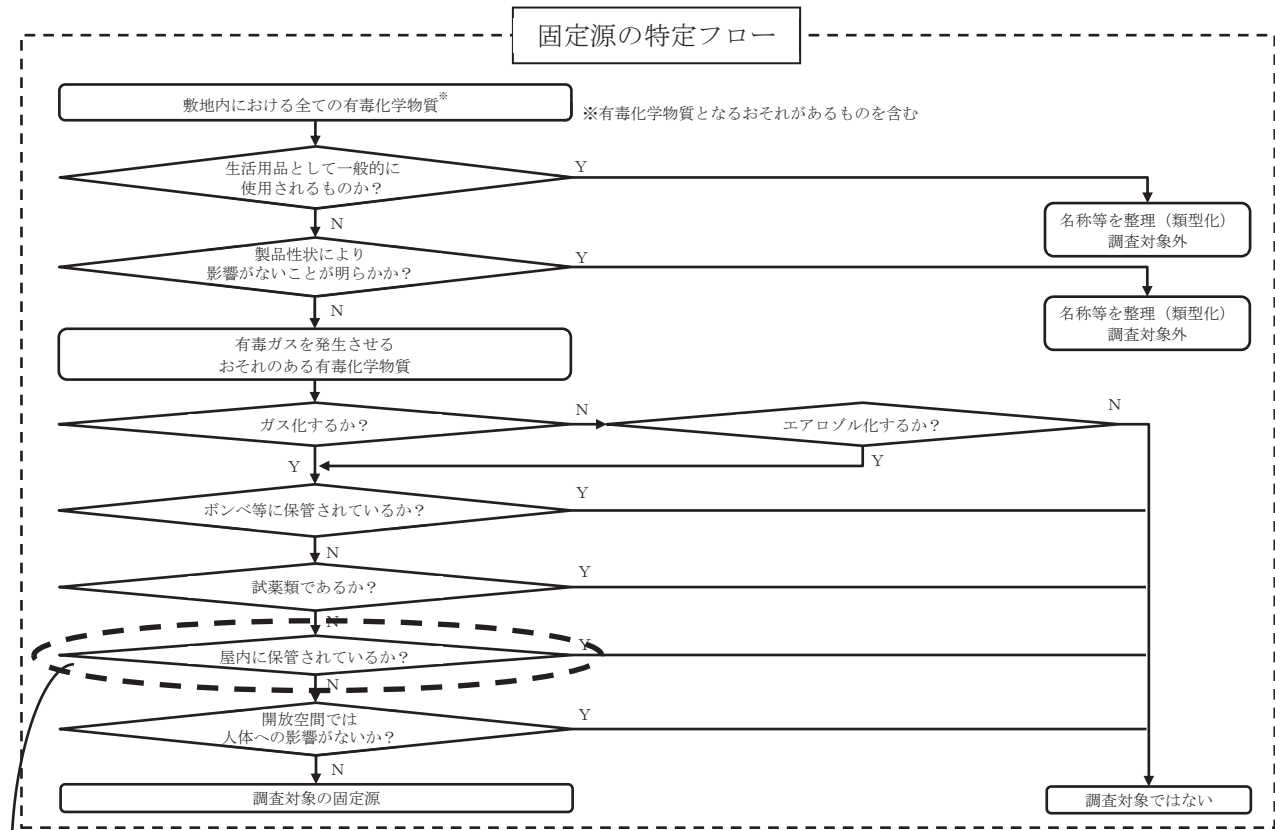 固定源の特定フロー
敷地内における全ての有毒化学物質※
※有毒化学物質となるおそれがあるものを含む
生活用品として一般的に
使用されるものか？
Y
N
名称等を整理（類型化）
調査対象外
製品性状により
影響がないことが明らかか？
Y
N
名称等を整理（類型化）
調査対象外
有毒ガスを発生させる
おそれのある有毒化学物質
ガス化するか？
N
エアロゾル化するか？
N
Y
Y
ボンベ等に保管されているか？
Y
N
試薬類であるか？
Y
N
屋内に保管されているか？
Y
N
開放空間では
人体への影響がないか？
Y
N
調査対象の固定源
調査対象ではない